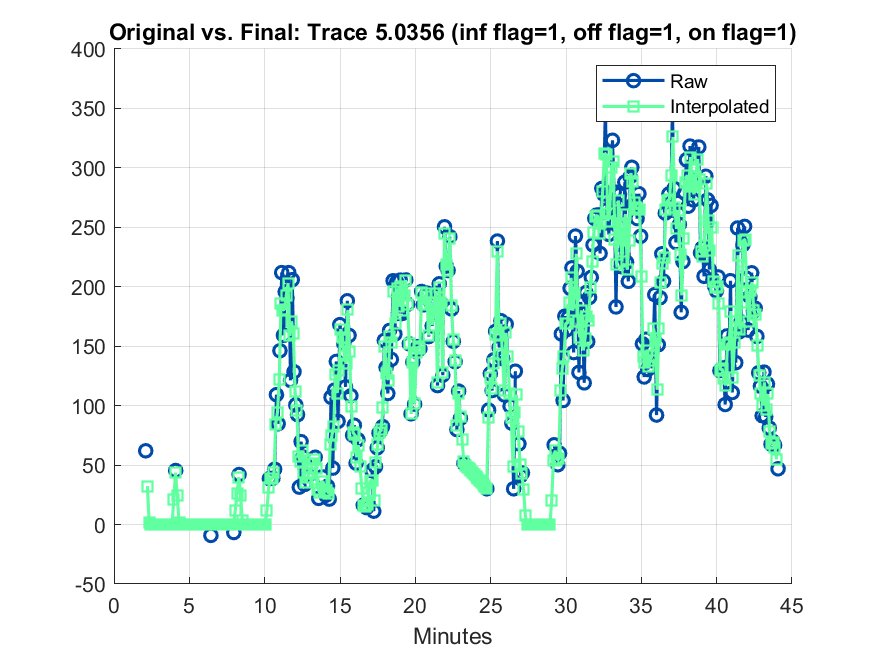 Original vs. Final: Trace 5.0356 (inf flag=1, off flag=1, on flag=1)
400
350
300
250
200
150
100
50
0
-50
Raw
Interpolated
0 5 10 15 20 25 30 35 40 45
Minutes